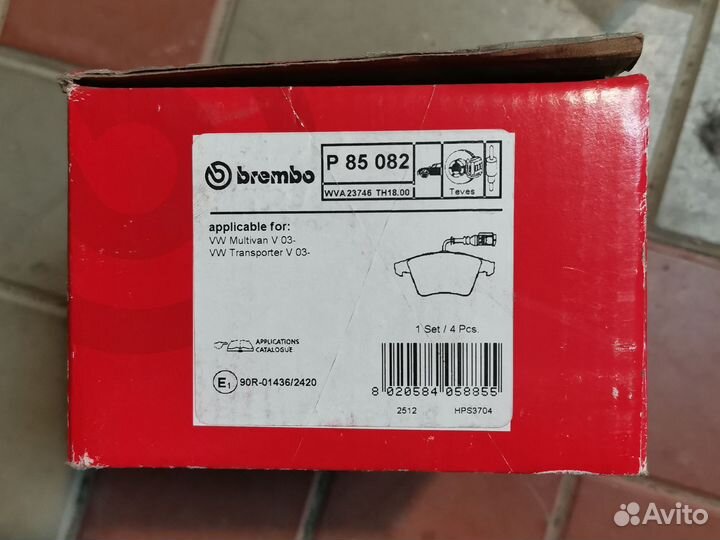 brembo
P 85 082
WVA 23746 TH18.00
Teves
applicable for:
VW Multivan V 03-
VW Transporter V 03-
1 Set / 4 Pcs.
APPLICATIONS
CATALOGUE
E1 90R-01436/2420
8 020584 058855
2512 HPS3704
Avito